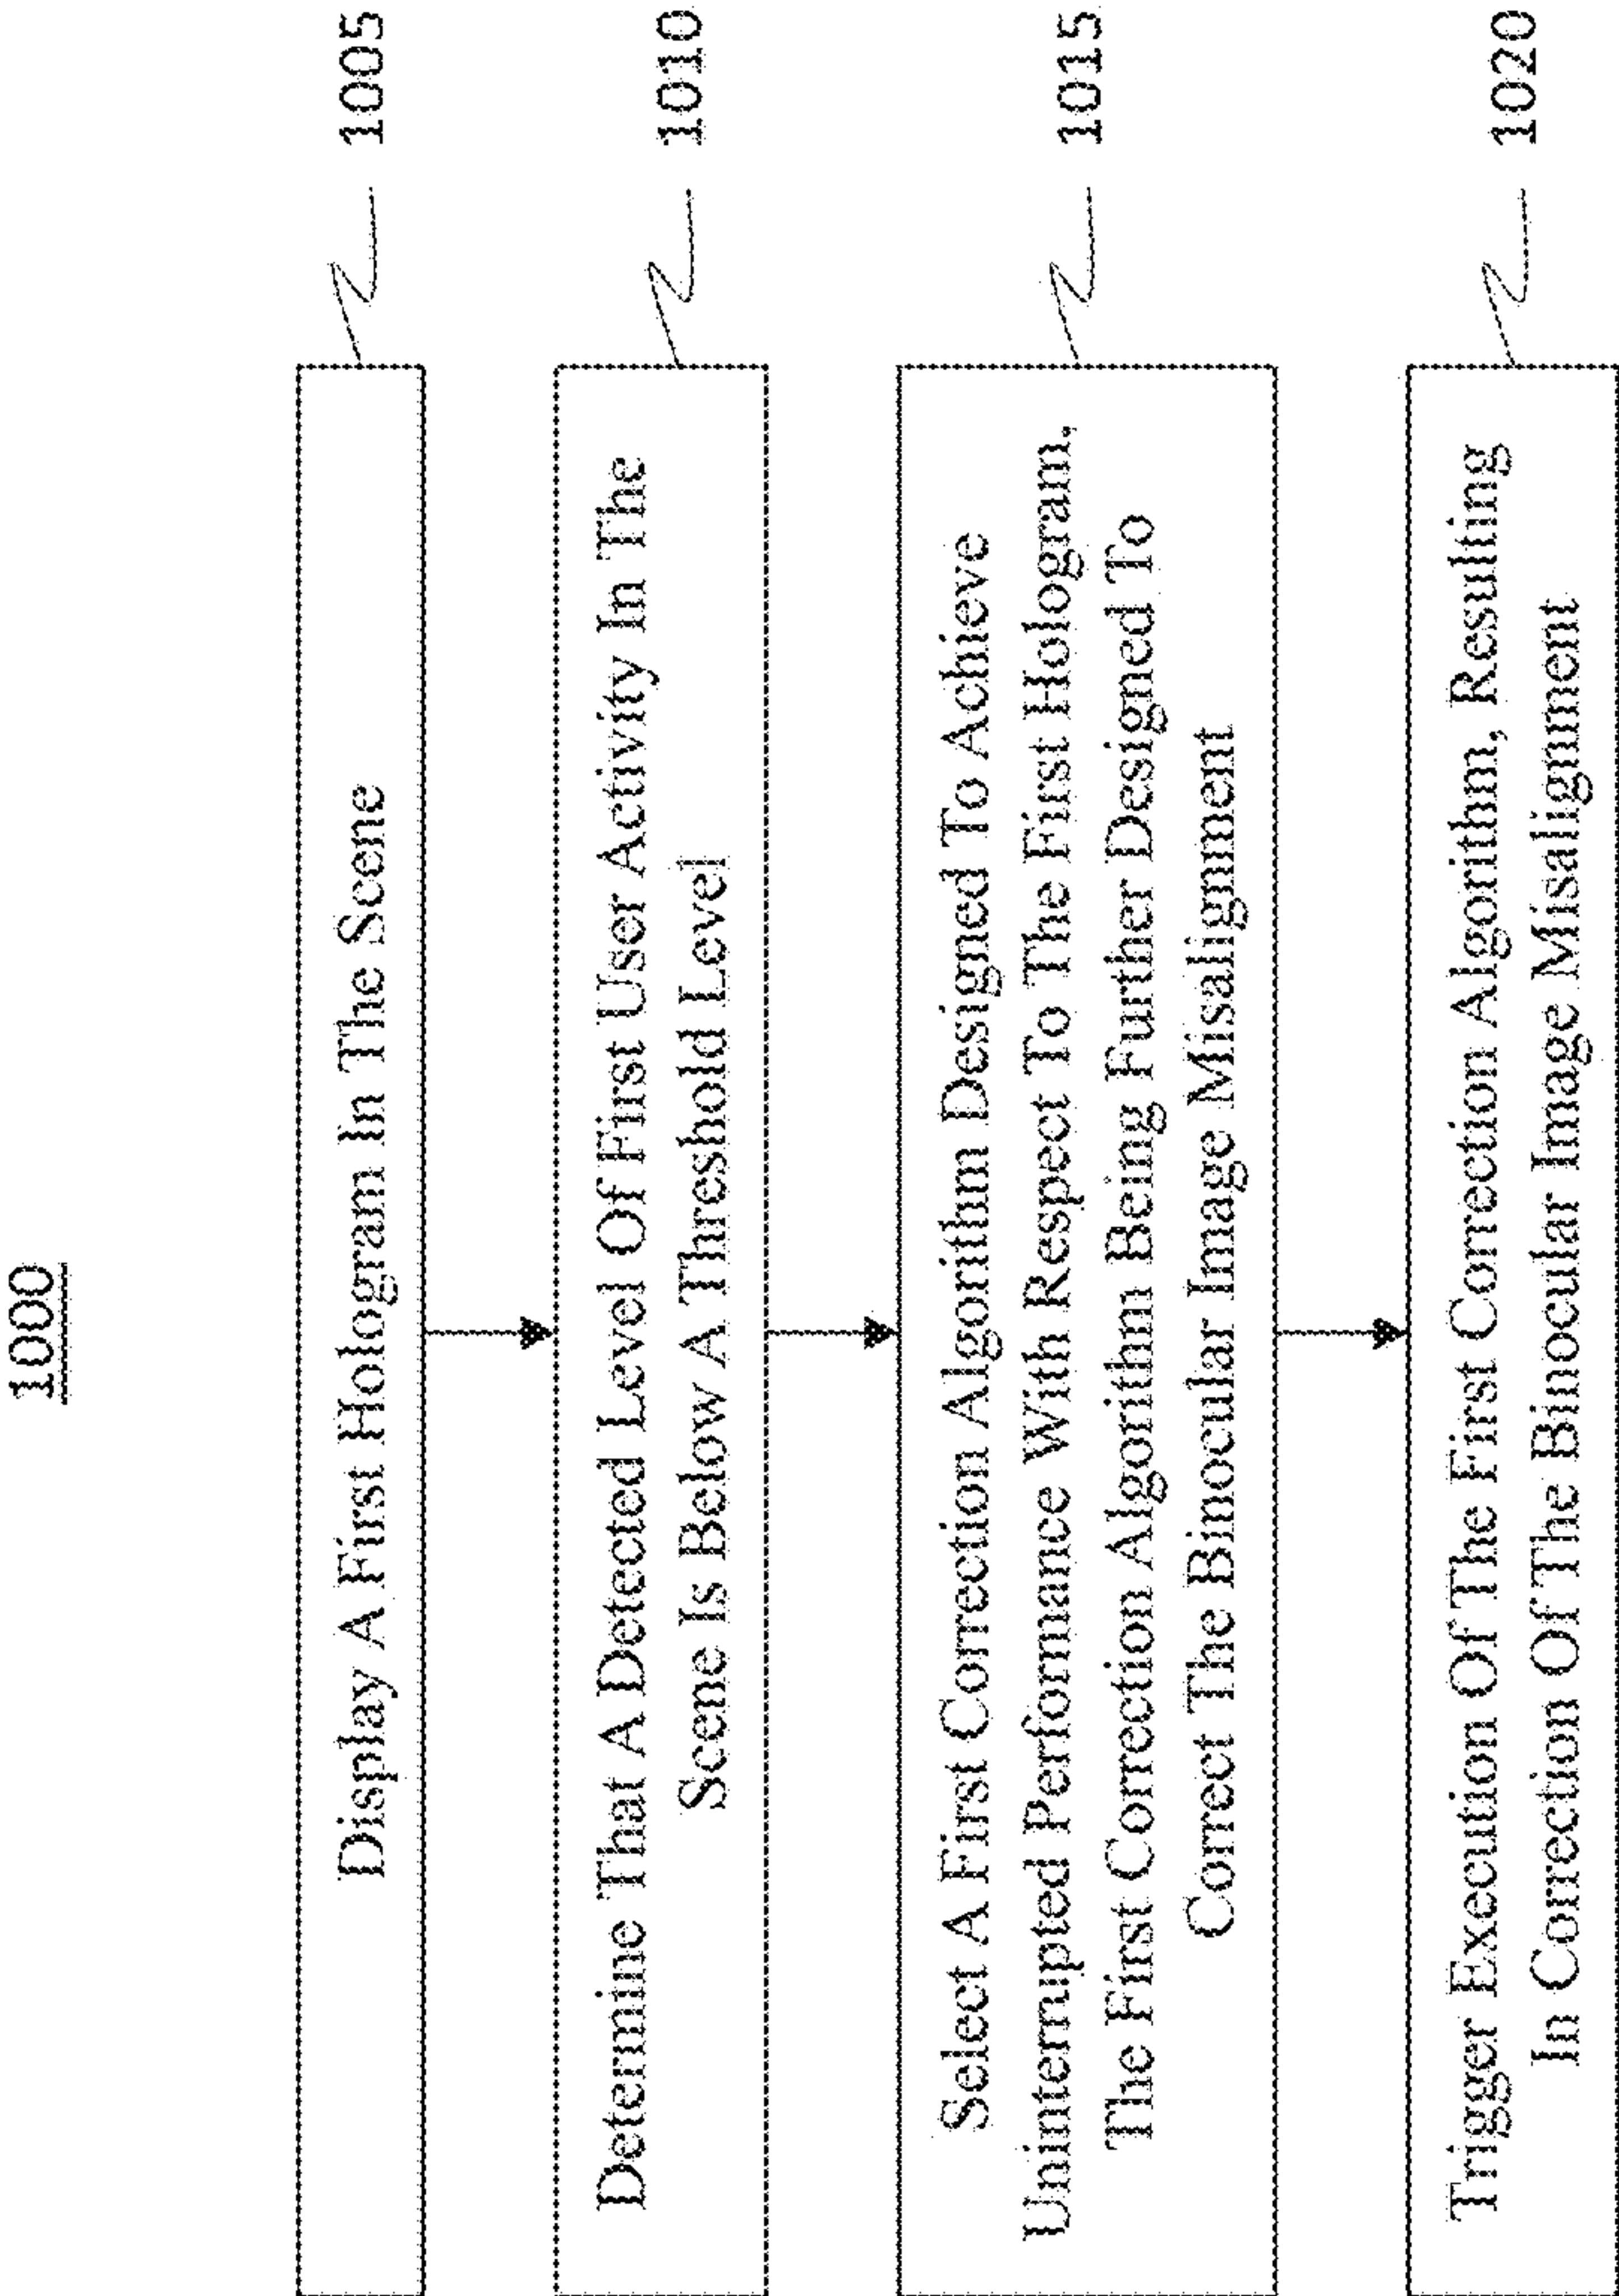 1000
Display A First Hologram In The Scene
1005
Determine That A Detected Level Of First User Activity In The
Scene Is Below A Threshold Level
1010
Select A First Correction Algorithm Designed To Achieve
Uninterrupted Performance With Respect To The First Hologram,
The First Correction Algorithm Being Further Designed To
Correct The Binocular Image Misalignment
1015
Trigger Execution Of The First Correction Algorithm, Resulting
In Correction Of The Binocular Image Misalignment
1020